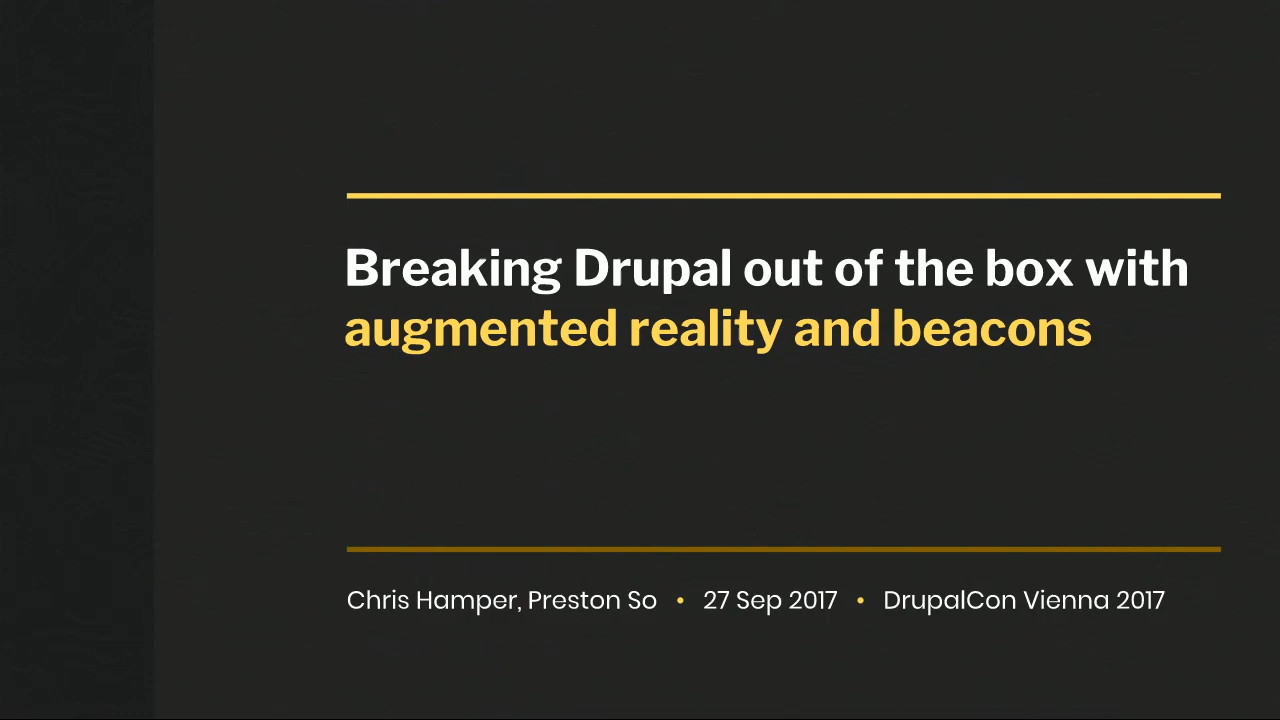 Breaking Drupal out of the box with
augmented reality and beacons
Chris Hamper, Preston So • 27 Sep 2017 • DrupalCon Vienna 2017